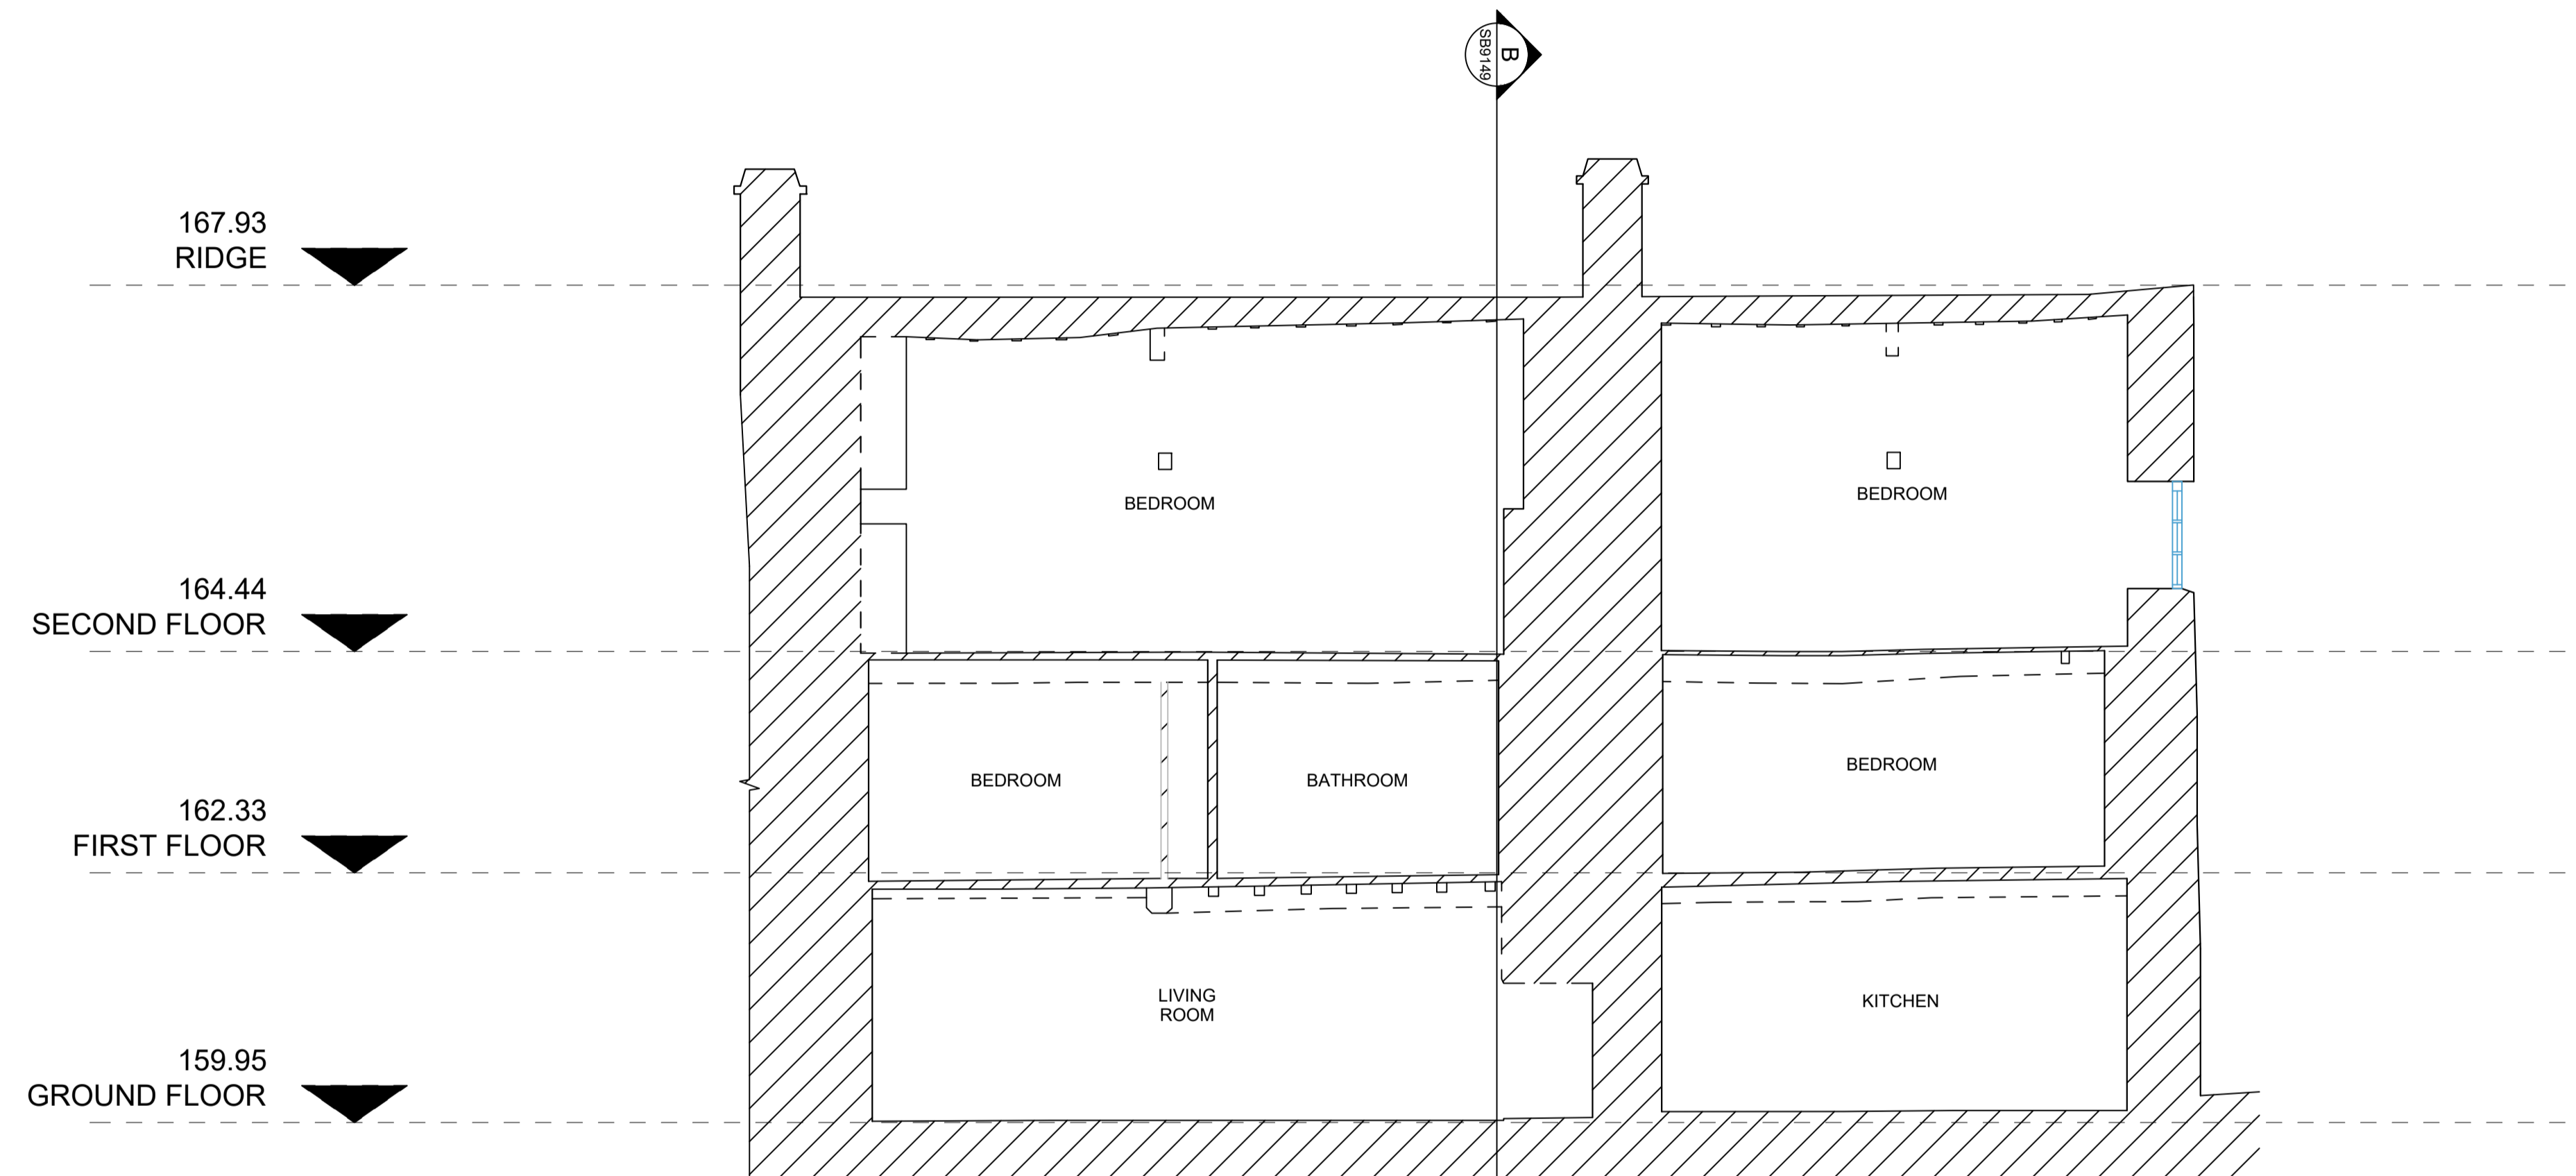 B
SB9149
167.93
RIDGE
BEDROOM
BEDROOM
164.44
SECOND FLOOR
BEDROOM
BATHROOM
BEDROOM
162.33
FIRST FLOOR
LIVING
ROOM
KITCHEN
159.95
GROUND FLOOR